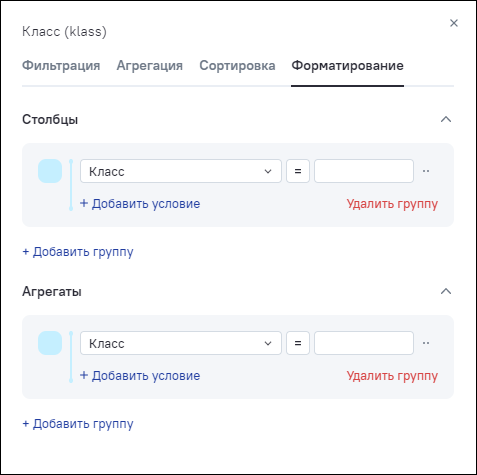 Класс (klass)
Фильтрация Агрегация Сортировка Форматирование
Столбцы
Класс =
+ Добавить условие Удалить группу
+ Добавить группу
Агрегаты
Класс =
+ Добавить условие Удалить группу
+ Добавить группу